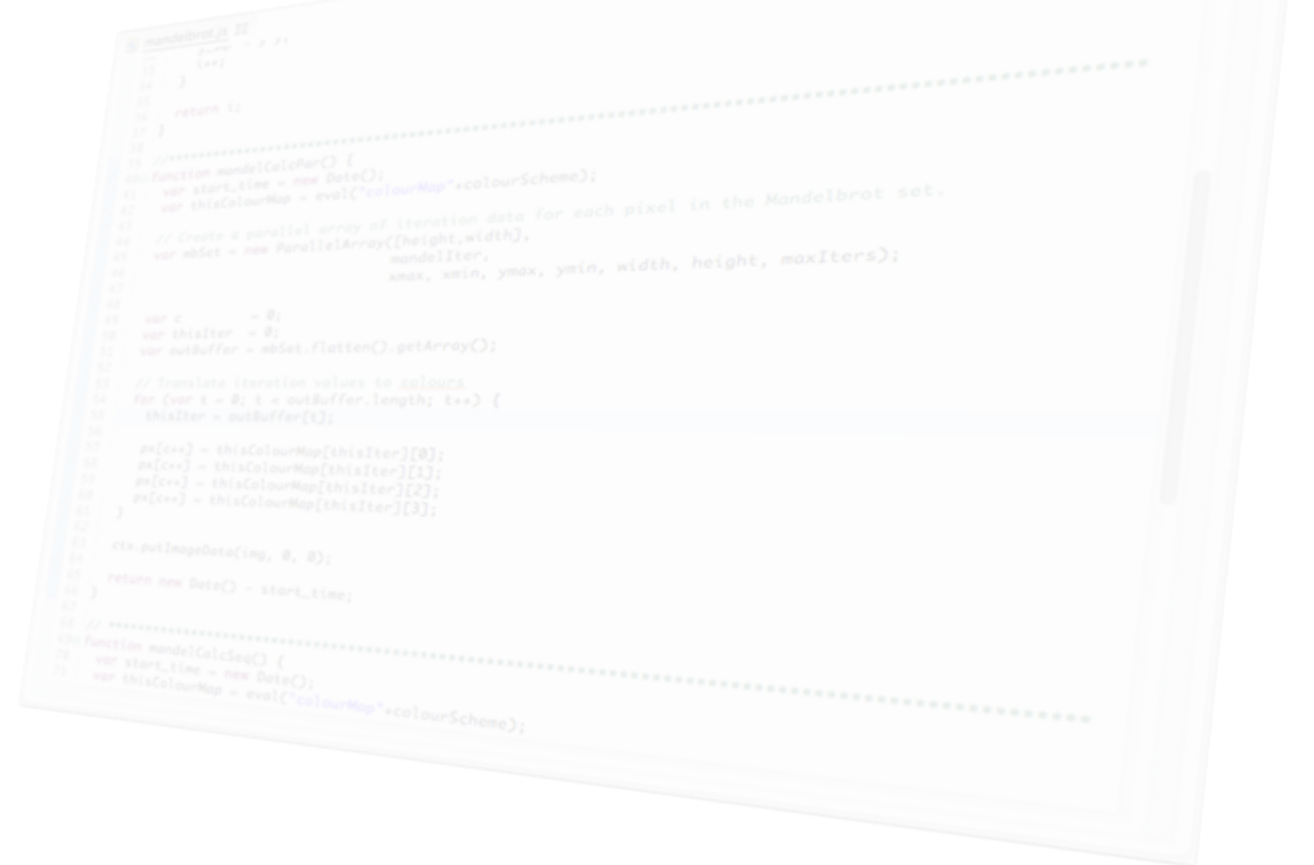 mandelbrot.js
i++;
}
return i;
}
//****************************************************************************************
function mandelCalcPar() {
var start_time = new Date();
var thisColourMap = eval("colourMap"+colourScheme);
// Create a parallel array of iteration data for each pixel in the Mandelbrot set.
var mbSet = new ParallelArray([height,width],
mandelIter,
xmax, xmin, ymax, ymin, width, height, maxIters);
var c = 0;
var thisIter = 0;
var outBuffer = mbSet.flatten().getArray();
// Translate iteration values to colours
for (var t = 0; t < outBuffer.length; t++) {
thisIter = outBuffer[t];
px[c++] = thisColourMap[thisIter][0];
px[c++] = thisColourMap[thisIter][1];
px[c++] = thisColourMap[thisIter][2];
px[c++] = thisColourMap[thisIter][3];
}
ctx.putImageData(img, 0, 0);
return new Date() - start_time;
}
// ****************************************************************************************
function mandelCalcSeq() {
var start_time = new Date();
var thisColourMap = eval("colourMap"+colourScheme);